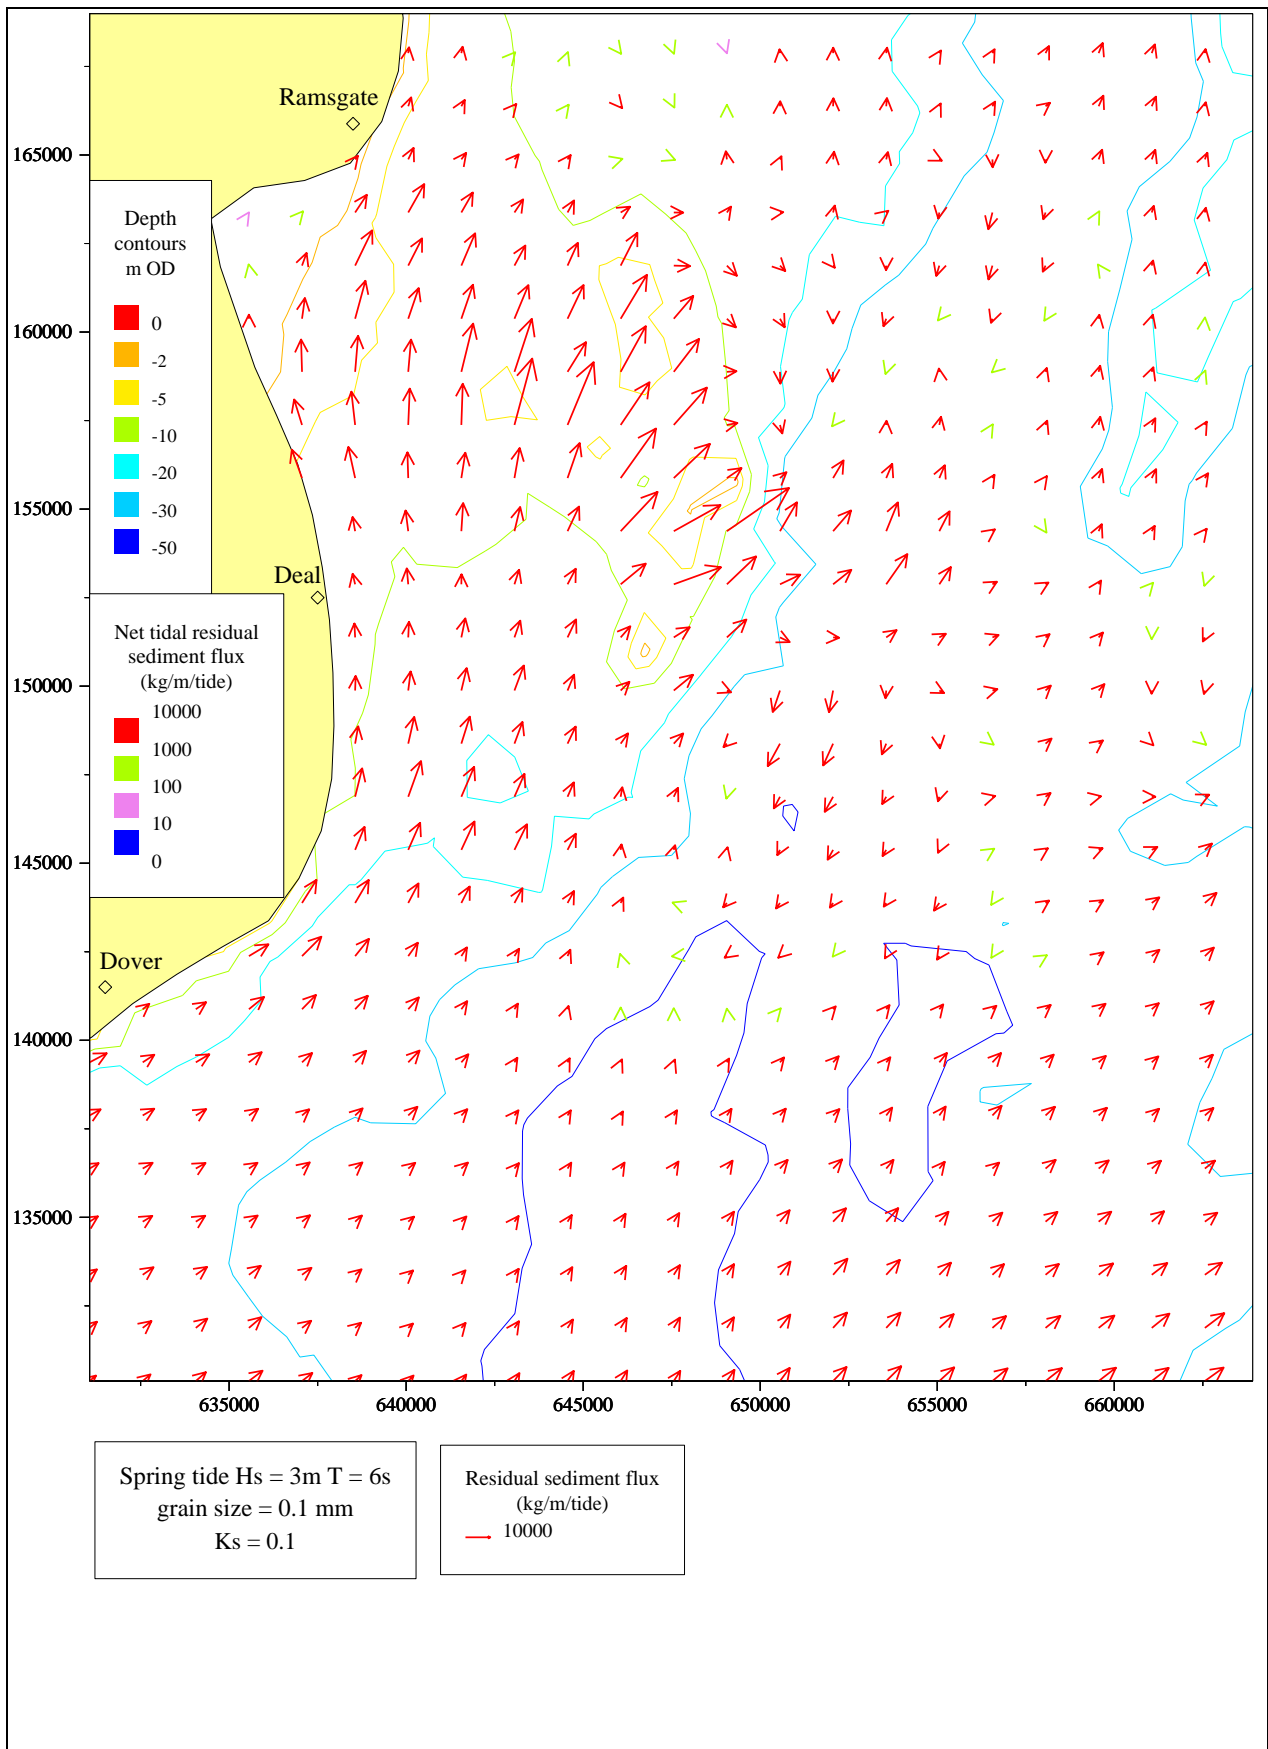 Ramsgate
165000
Depth
contours
m OD
0
-2
-5
-10
-20
-30
-50
160000
155000
Deal
Net tidal residual
sediment flux
(kg/m/tide)
10000
1000
100
10
0
150000
145000
Dover
140000
135000
635000 640000 645000 650000 655000 660000
Spring tide Hs = 3m T = 6s
grain size = 0.1 mm
Ks = 0.1
Residual sediment flux
(kg/m/tide)
10000